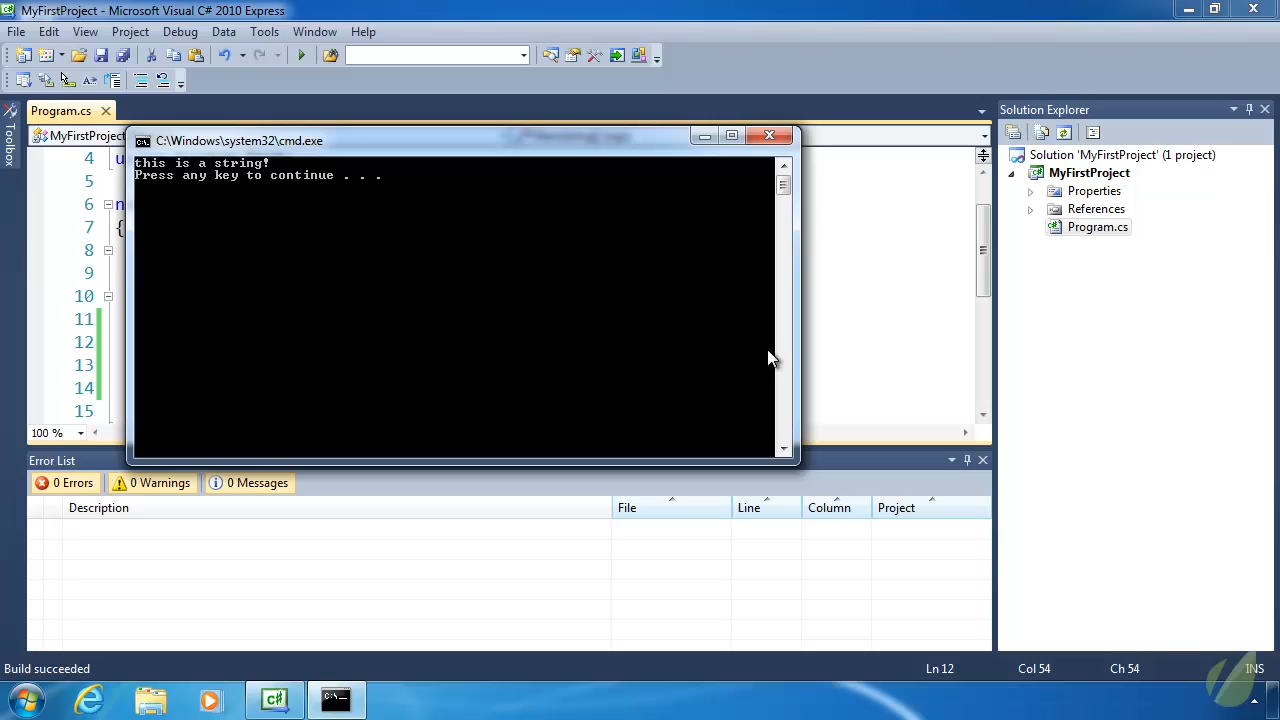 MyFirstProject - Microsoft Visual C# 2010 Express
File Edit View Project Debug Data Tools Window Help
Program.cs
MyFirstProject
C:\Windows\system32\cmd.exe
this is a string!
Press any key to continue . . .
Toolbox
4 u
5
6 n
7 {
8
9
10
11
12
13
14
15
100 %
Solution Explorer
Solution 'MyFirstProject' (1 project)
MyFirstProject
Properties
References
Program.cs
Error List
0 Errors 0 Warnings 0 Messages
Description File Line Column Project
Build succeeded Ln 12 Col 54 Ch 54 INS